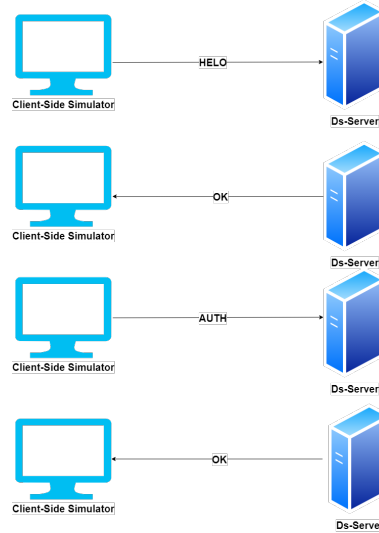 HELO
Client-Side Simulator
Ds-Server
OK
Client-Side Simulator
Ds-Server
AUTH
Client-Side Simulator
Ds-Server
OK
Client-Side Simulator
Ds-Serve